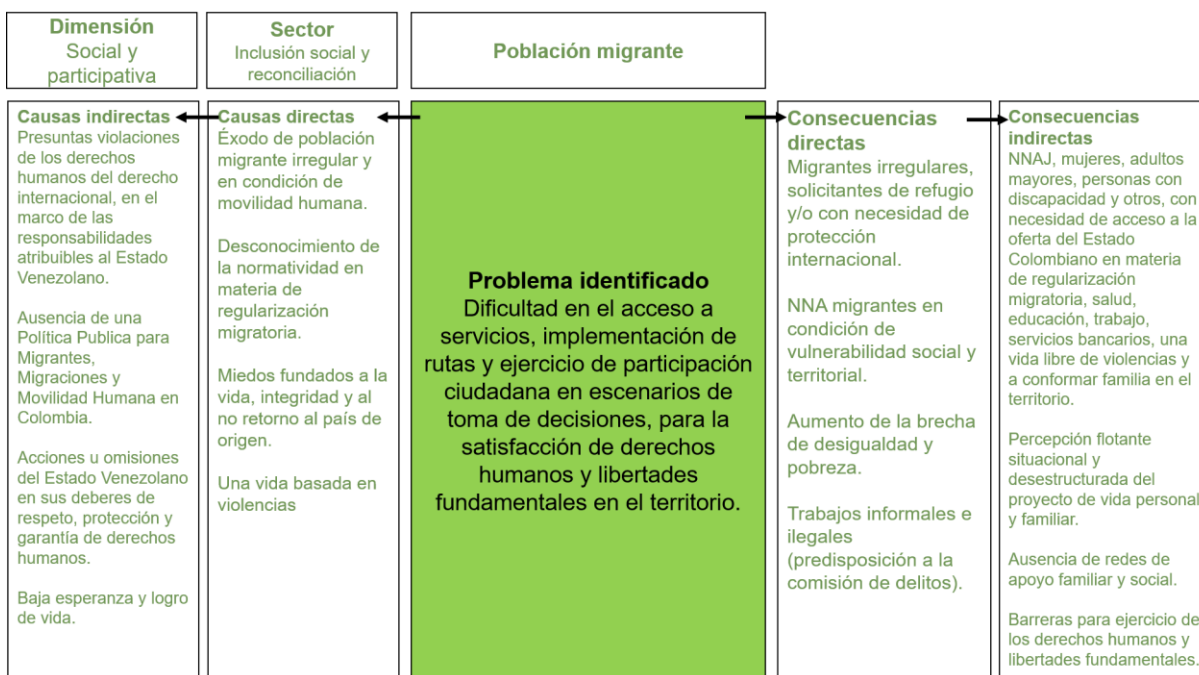 Dimensión
Social y
participativa
Sector
Inclusión social y
reconciliación
Población migrante
Causas indirectas
Presuntas violaciones
de los derechos
humanos del derecho
internacional, en el
marco de las
responsabilidades
atribuibles al Estado
Venezolano.
Ausencia de una
Política Publica para
Migrantes,
Migraciones y
Movilidad Humana en
Colombia.
Acciones u omisiones
del Estado Venezolano
en sus deberes de
respeto, protección y
garantía de derechos
humanos.
Baja esperanza y logro
de vida.
Causas directas
Éxodo de población
migrante irregular y
en condición de
movilidad humana.
Desconocimiento de
la normatividad en
materia de
regularización
migratoria.
Miedos fundados a la
vida, integridad y al
no retorno al país de
origen.
Una vida basada en
violencias
Problema identificado
Dificultad en el acceso a
servicios, implementación de
rutas y ejercicio de participación
ciudadana en escenarios de
toma de decisiones, para la
satisfacción de derechos
humanos y libertades
fundamentales en el territorio.
Consecuencias
directas
Migrantes irregulares,
solicitantes de refugio
y/o con necesidad de
protección
internacional.
NNA migrantes en
condición de
vulnerabilidad social y
territorial.
Aumento de la brecha
de desigualdad y
pobreza.
Trabajos informales e
ilegales
(predisposición a la
comisión de delitos).
Consecuencias
indirectas
NNAJ, mujeres, adultos
mayores, personas con
discapacidad y otros, con
necesidad de acceso a la
oferta del Estado
Colombiano en materia
de regularización
migratoria, salud,
educación, trabajo,
servicios bancarios, una
vida libre de violencias y
a conformar familia en el
territorio.
Percepción flotante
situacional y
desestructurada del
proyecto de vida personal
y familiar.
Ausencia de redes de
apoyo familiar y social.
Barreras para ejercicio de
los derechos humanos y
libertades fundamentales.